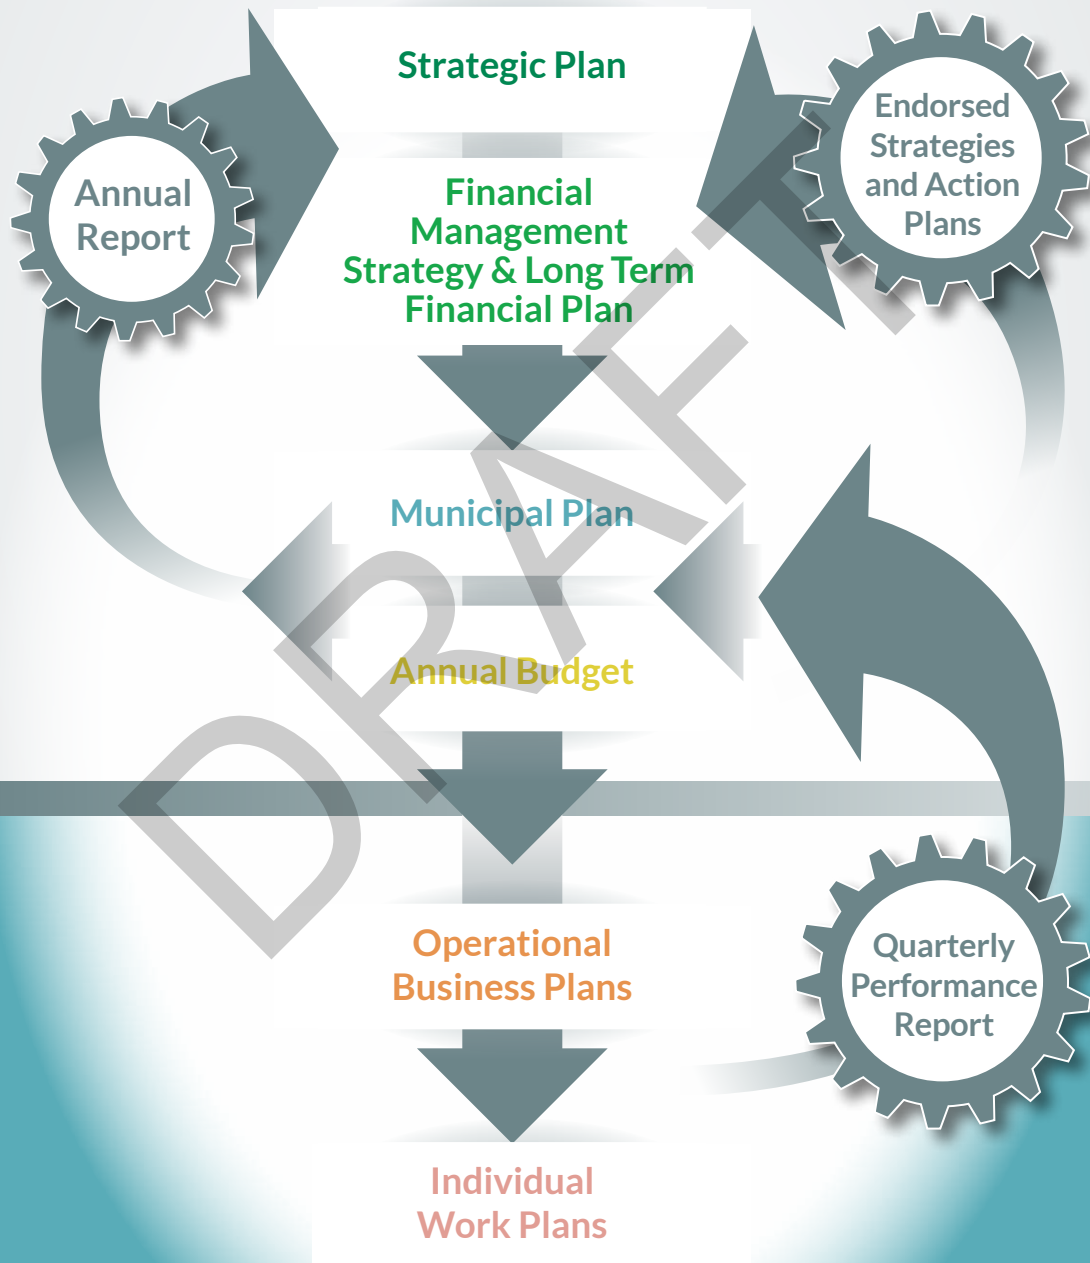 Strategic Plan
Annual
Report
Endorsed
Strategies
and Action
Plans
Financial
Management
Strategy & Long Term
Financial Plan
Municipal Plan
Annual Budget
Operational
Business Plans
Quarterly
Performance
Report
Individual
Work Plans
DRAFT